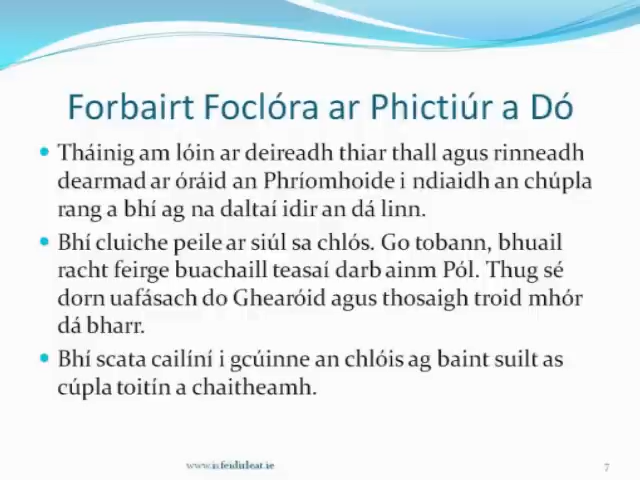 Forbairt Foclóra ar Phictiúr a Dó
• Tháinig am lóin ar deireadh thiar thall agus rinneadh
dearmad ar óráid an Phríomhoide i ndiaidh an chúpla
rang a bhí ag na daltaí idir an dá linn.
• Bhí cluiche peile ar siúl sa chlós. Go tobann, bhuail
racht feirge buachaill teasaí darb ainm Pól. Thug sé
dorn uafásach do Ghearóid agus thosaigh troid mhór
dá bharr.
• Bhí scata cailíní i gcúinne an chlóis ag baint suilt as
cúpla toitín a chaitheamh.
www.isfeidirleat.ie
7